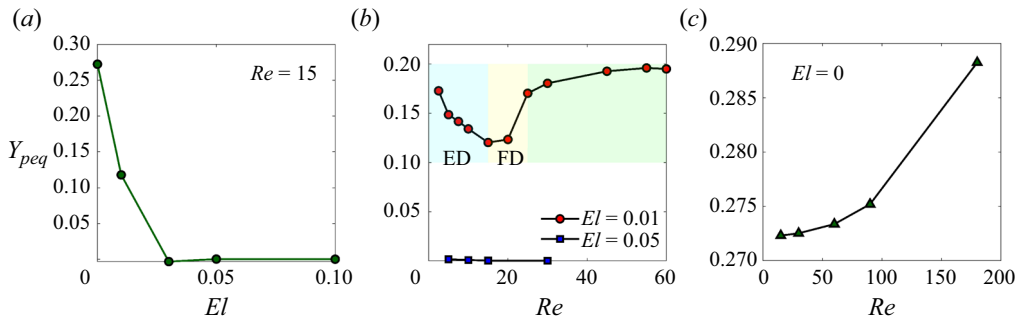 (a)
0.30
0.25
0.20
Y_peq 0.15
0.10
0.05
0 0.05 0.10
El
Re = 15
(b)
0.20
0.15
0.10
0.05
0 20 40 60
Re
ED FD
El = 0.01
El = 0.05
(c)
0.290
0.285
0.280
0.275
0.270
0 50 100 150 200
Re
El = 0